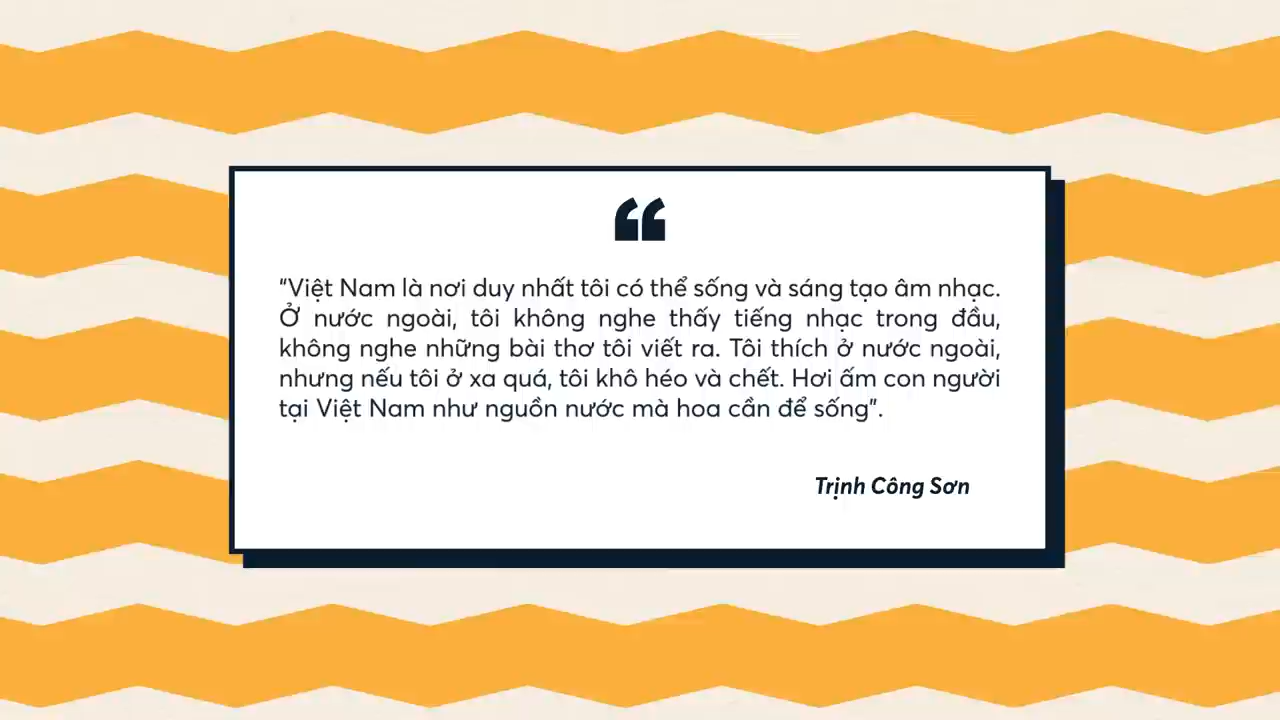 “
“Việt Nam là nơi duy nhất tôi có thể sống và sáng tạo âm nhạc.
Ở nước ngoài, tôi không nghe thấy tiếng nhạc trong đầu,
không nghe những bài thơ tôi viết ra. Tôi thích ở nước ngoài,
nhưng nếu tôi ở xa quá, tôi khô héo và chết. Hơi ấm con người
tại Việt Nam như nguồn nước mà hoa cần để sống”.
Trịnh Công Sơn